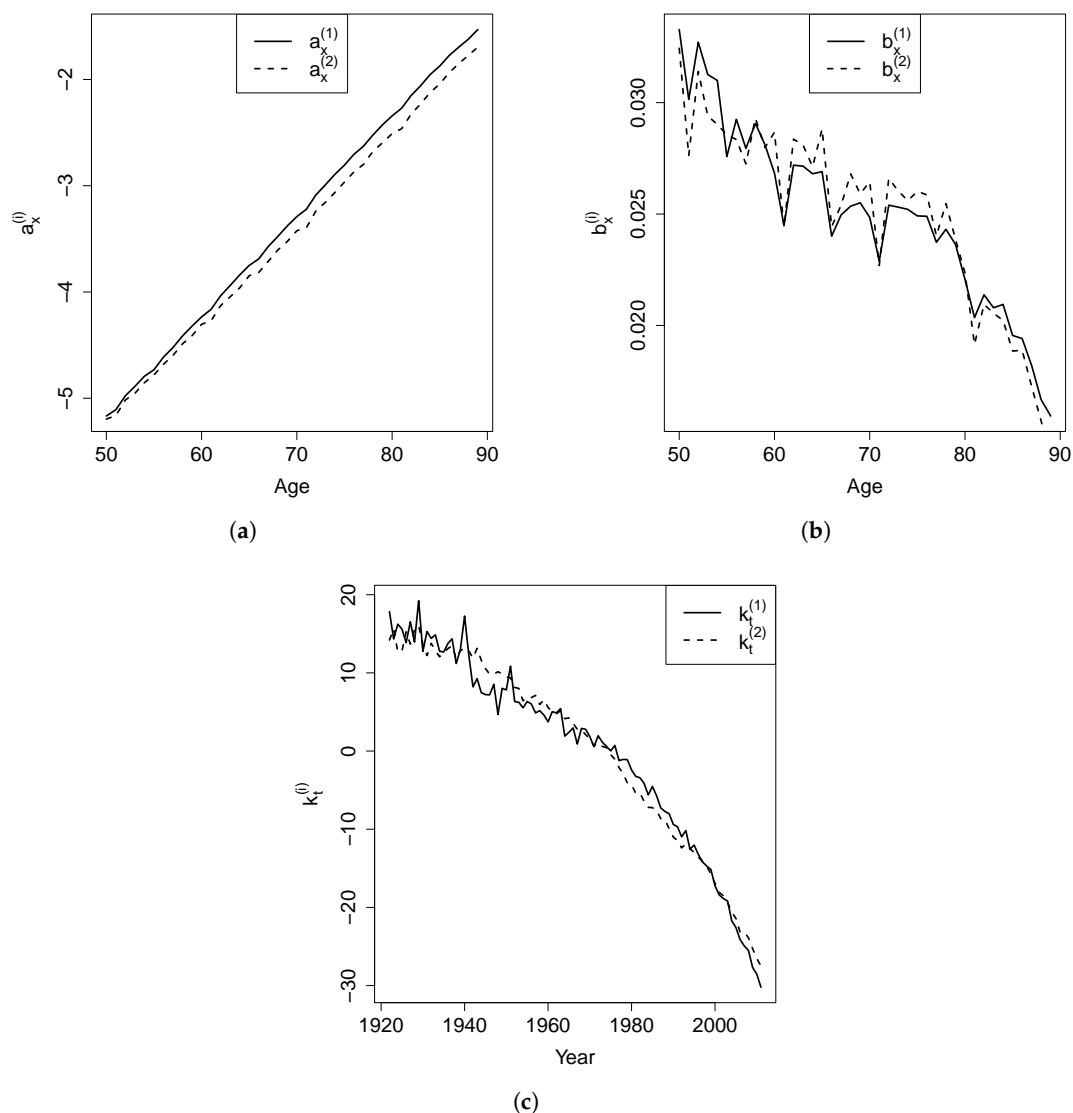 a_x^(1)
a_x^(2)
−2
−3
−4
−5
a_x^(i)
50 60 70 80 90
Age
(a)
b_x^(1)
b_x^(2)
0.030
0.025
0.020
b_x^(i)
50 60 70 80 90
Age
(b)
k_t^(1)
k_t^(2)
20
10
0
−10
−20
−30
k_t^(i)
1920 1940 1960 1980 2000
Year
(c)